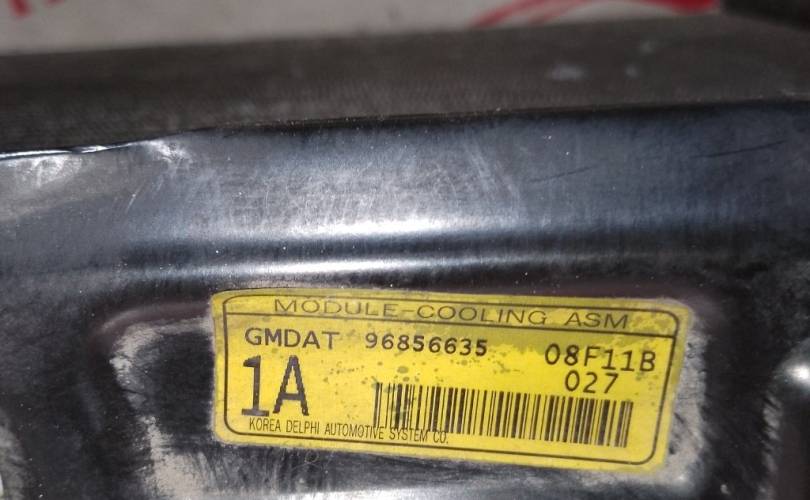 MODULE-COOLING ASM
GMDAT 96856635 08F11B
1A 027
KOREA DELPHI AUTOMOTIVE SYSTEM CO.